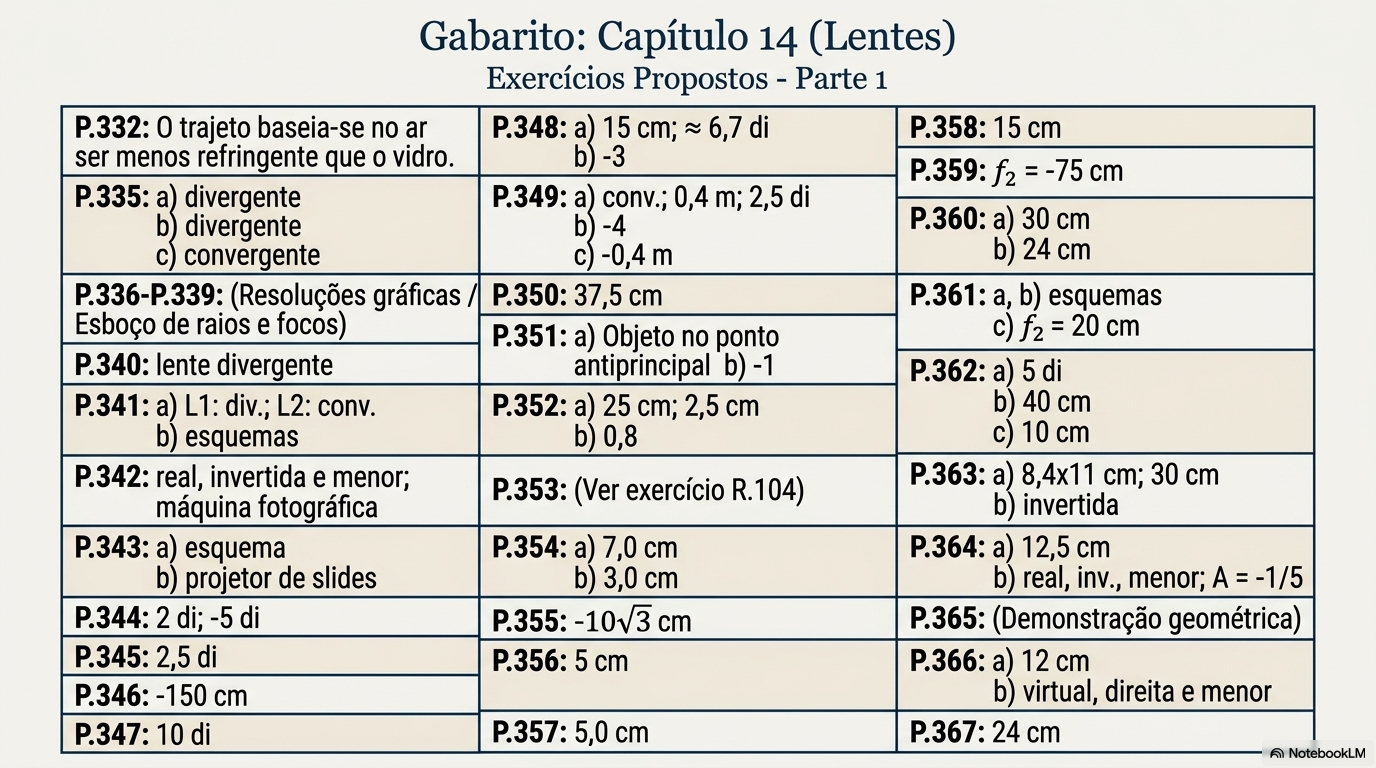 Gabarito: Capítulo 14 (Lentes)
Exercícios Propostos - Parte 1
P.332: O trajeto baseia-se no ar
ser menos refringente que o vidro.
P.335: a) divergente
b) divergente
c) convergente
P.336-P.339: (Resoluções gráficas /
Esboço de raios e focos)
P.340: lente divergente
P.341: a) L1: div.; L2: conv.
b) esquemas
P.342: real, invertida e menor;
máquina fotográfica
P.343: a) esquema
b) projetor de slides
P.344: 2 di; -5 di
P.345: 2,5 di
P.346: -150 cm
P.347: 10 di
P.348: a) 15 cm; ≈ 6,7 di
b) -3
P.349: a) conv.; 0,4 m; 2,5 di
b) -4
c) -0,4 m
P.350: 37,5 cm
P.351: a) Objeto no ponto
antiprincipal b) -1
P.352: a) 25 cm; 2,5 cm
b) 0,8
P.353: (Ver exercício R.104)
P.354: a) 7,0 cm
b) 3,0 cm
P.355: -10√3 cm
P.356: 5 cm
P.357: 5,0 cm
P.358: 15 cm
P.359: f₂ = -75 cm
P.360: a) 30 cm
b) 24 cm
P.361: a, b) esquemas
c) f₂ = 20 cm
P.362: a) 5 di
b) 40 cm
c) 10 cm
P.363: a) 8,4x11 cm; 30 cm
b) invertida
P.364: a) 12,5 cm
b) real, inv., menor; A = -1/5
P.365: (Demonstração geométrica)
P.366: a) 12 cm
b) virtual, direita e menor
P.367: 24 cm
NotebookLM